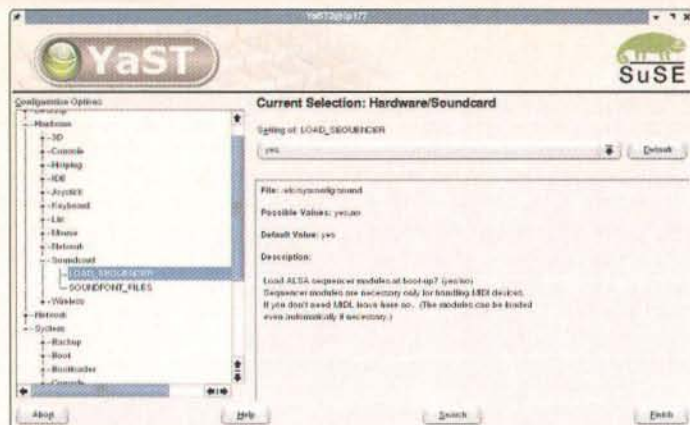 YaST2@lp177
YaST
SuSE
Configuration Options
Hardware
3D
Console
Hotplug
IDE
Joystick
Keyboard
Mouse
Network
Soundcard
LOAD_SEQUENCER
SOUNDFONT_FILES
Wireless
Network
System
Backup
Boot
Bootloader
Console
Current Selection: Hardware/Soundcard
Setting of: LOAD_SEQUENCER
yes
Default
File: /etc/sysconfig/sound
Possible Values: yes,no
Default Value: yes
Description:
Load ALSA sequencer modules at boot-up? (yes/no)
Sequencer modules are necessary only for handling MIDI devices.
If you don't need MIDI, leave here no. (The modules can be loaded
even automatically if necessary.)
Abort
Help
Search
Finish